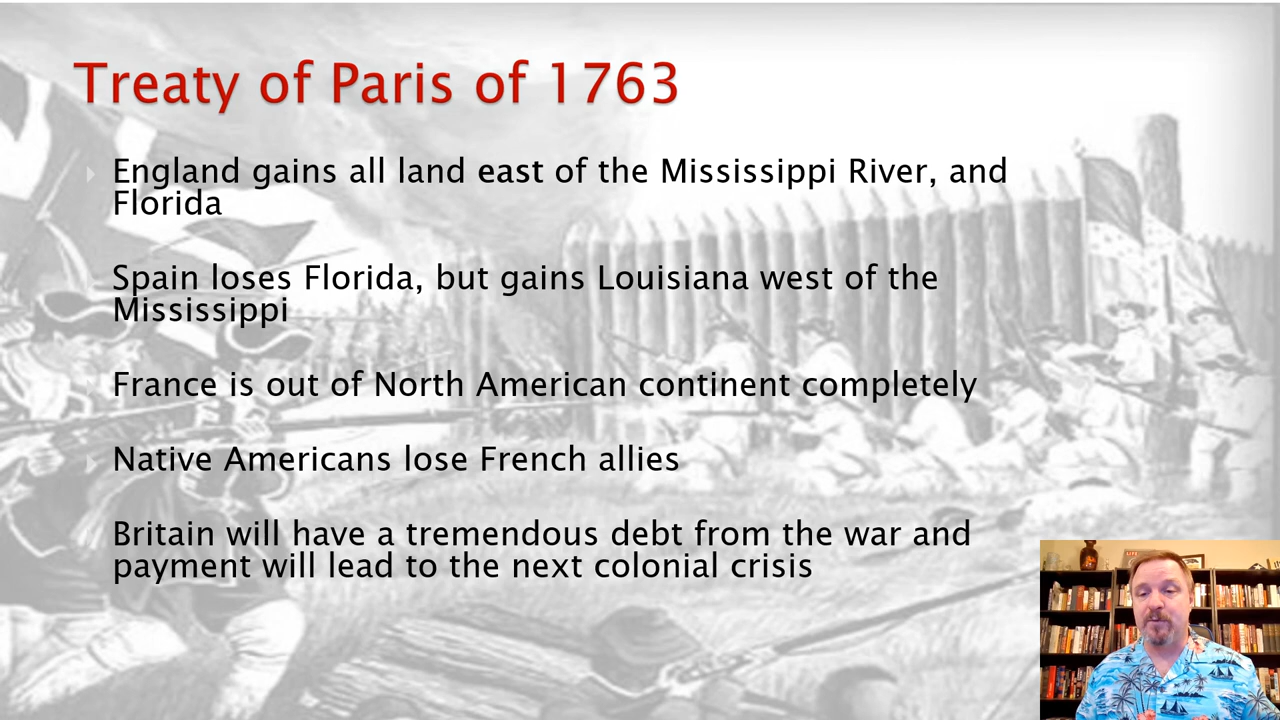 Treaty of Paris of 1763
England gains all land east of the Mississippi River, and
Florida
Spain loses Florida, but gains Louisiana west of the
Mississippi
France is out of North American continent completely
Native Americans lose French allies
Britain will have a tremendous debt from the war and
payment will lead to the next colonial crisis
LIFE